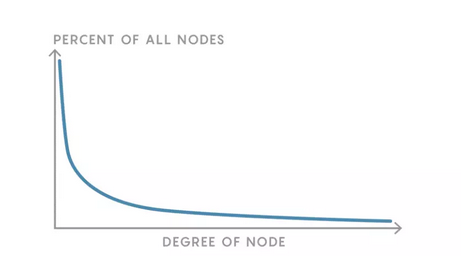 PERCENT OF ALL NODES
DEGREE OF NODE